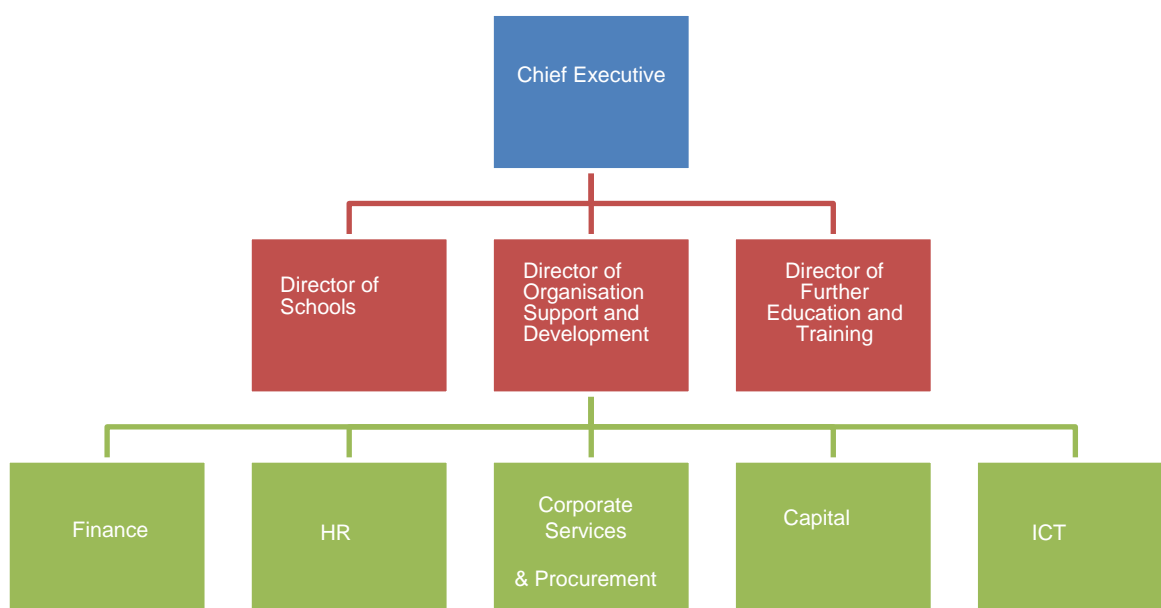 Chief Executive
Director of
Schools
Director of
Organisation
Support and
Development
Director of
Further
Education and
Training
Finance
HR
Corporate
Services
& Procurement
Capital
ICT